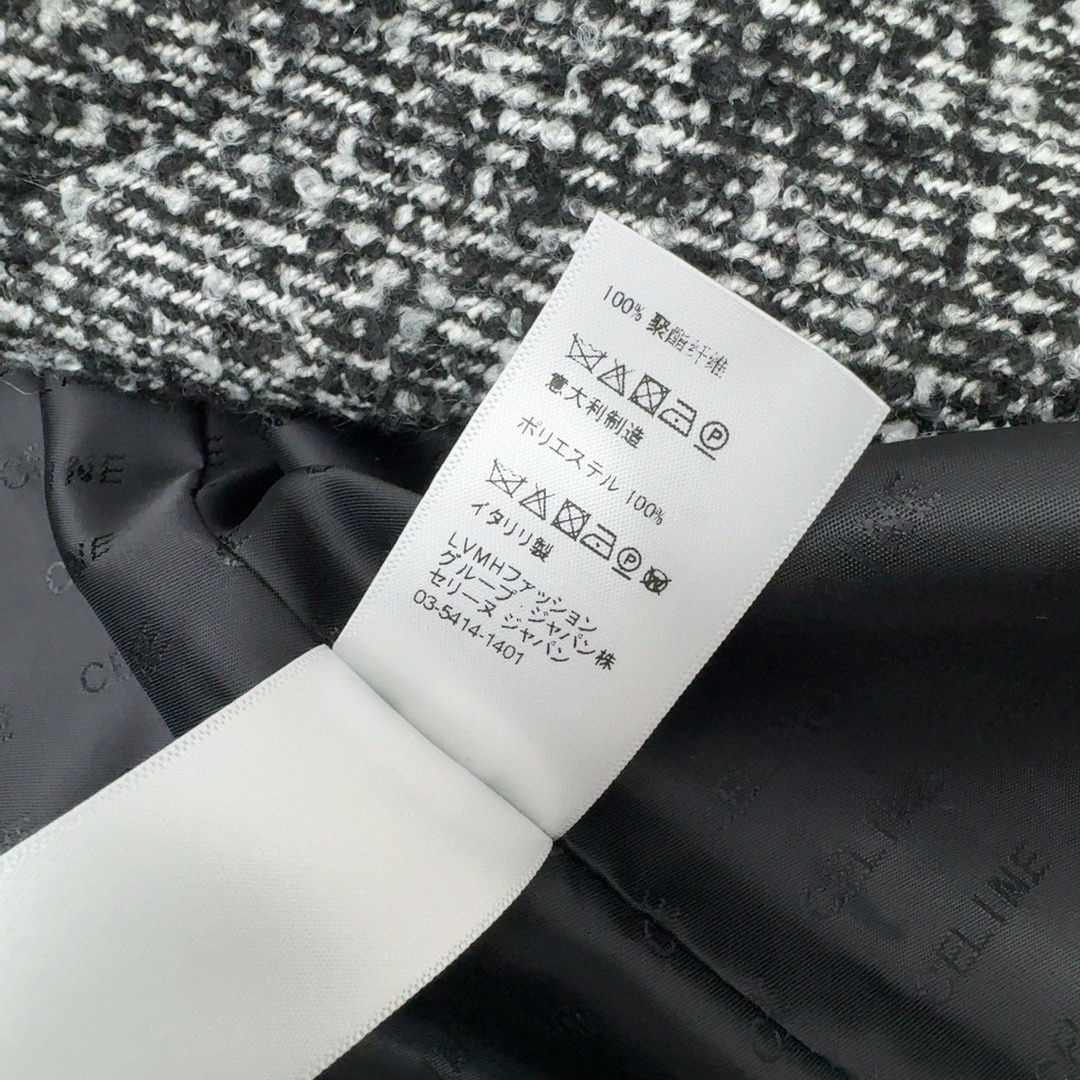 100% 聚酯纤维
意大利制造
ポリエステル 100%
イタリリ製
LVMHファッション
グループ・ジャパン株
セリーヌ ジャパン
03-5414-1401
CELINE
CELINE